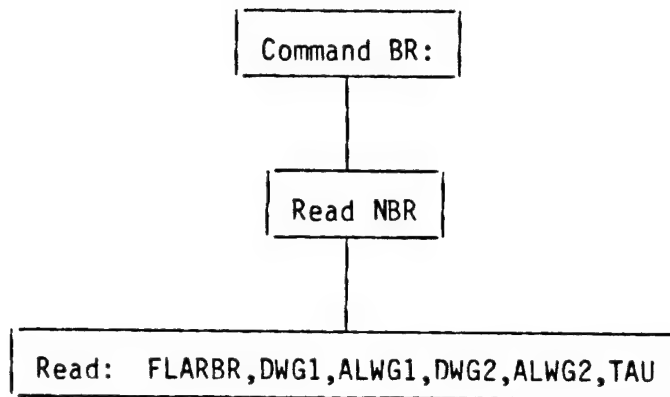 Command BR:
Read NBR
Read: FLARBR,DWG1,ALWG1,DWG2,ALWG2,TAU